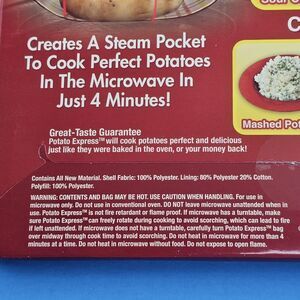 Sour C
C
Creates A Steam Pocket
To Cook Perfect Potatoes
In The Microwave In
Just 4 Minutes!
Mashed Pot
Great-Taste Guarantee
Potato Express™ will cook potatoes perfect and delicious
just like they were baked in the oven, or your money back!
Contains All New Material. Shell Fabric: 100% Polyester. Lining: 80% Polyester 20% Cotton.
Polyfill: 100% Polyester.
WARNING: CONTENTS AND BAG MAY BE HOT. USE CAUTION WHEN HANDLING. For use in
microwave only. Do not use in conventional oven. DO NOT leave microwave unattended when in
use. Potato Express™ is not fire retardant or flame proof. If microwave has a turntable, make
sure Potato Express™ can freely rotate during cooking to avoid scorching, which can lead to fire
if left unattended. If microwave does not have a turntable, carefully turn Potato Express™ bag
over midway through cook time to avoid scorching. Do not heat in microwave for more than 4
minutes at a time. Do not heat in microwave without food. Do not heat empty.